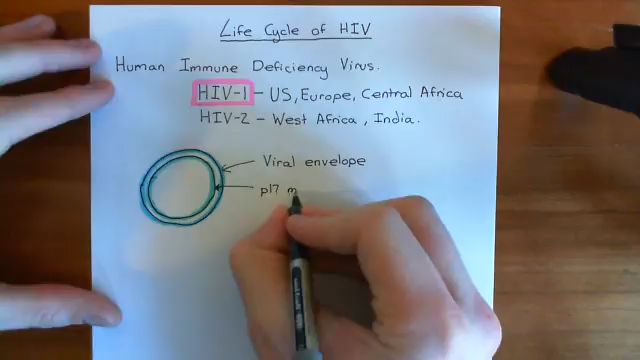 Life Cycle of HIV
Human Immune Deficiency Virus.
HIV-1 - US, Europe, Central Africa
HIV-2 - West Africa, India.
Viral envelope
p17 m